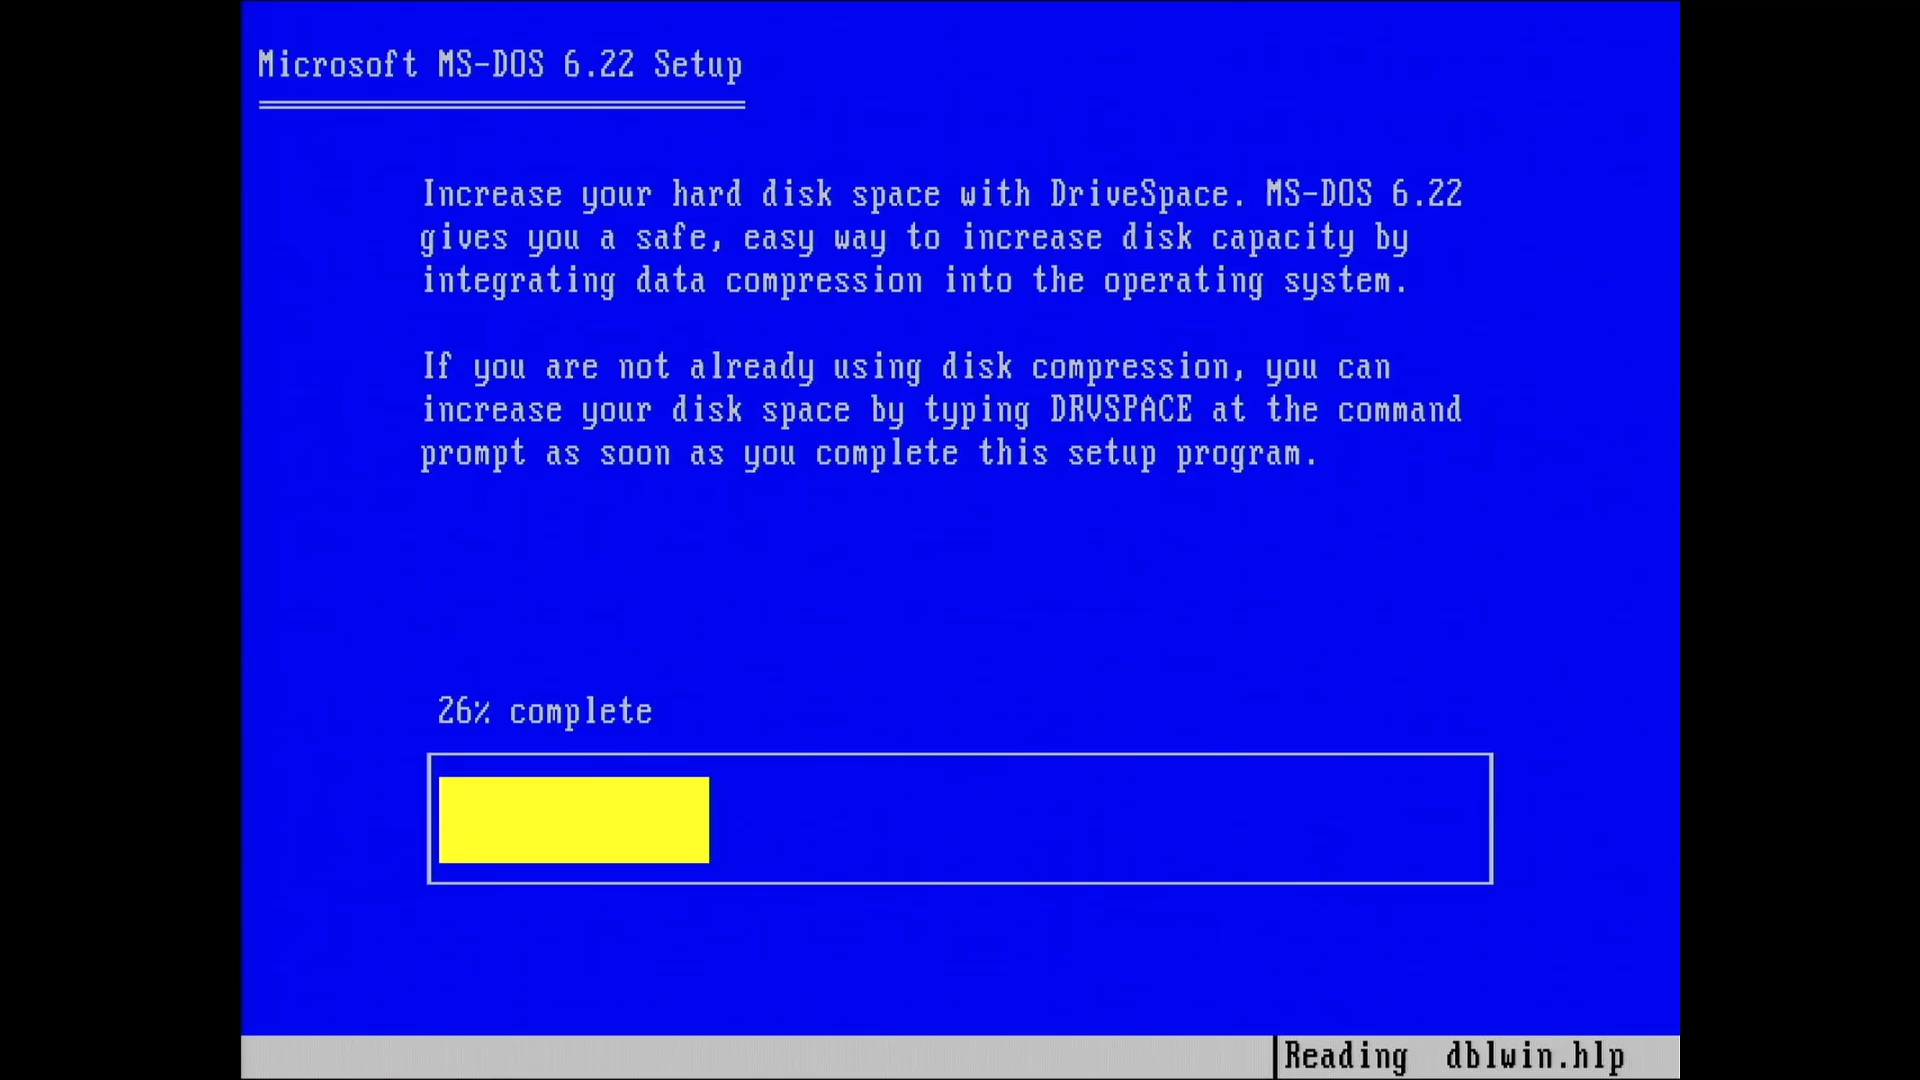 Microsoft MS-DOS 6.22 Setup
Increase your hard disk space with DriveSpace. MS-DOS 6.22
gives you a safe, easy way to increase disk capacity by
integrating data compression into the operating system.
If you are not already using disk compression, you can
increase your disk space by typing DRVSPACE at the command
prompt as soon as you complete this setup program.
26% complete
Reading dblwin.hlp